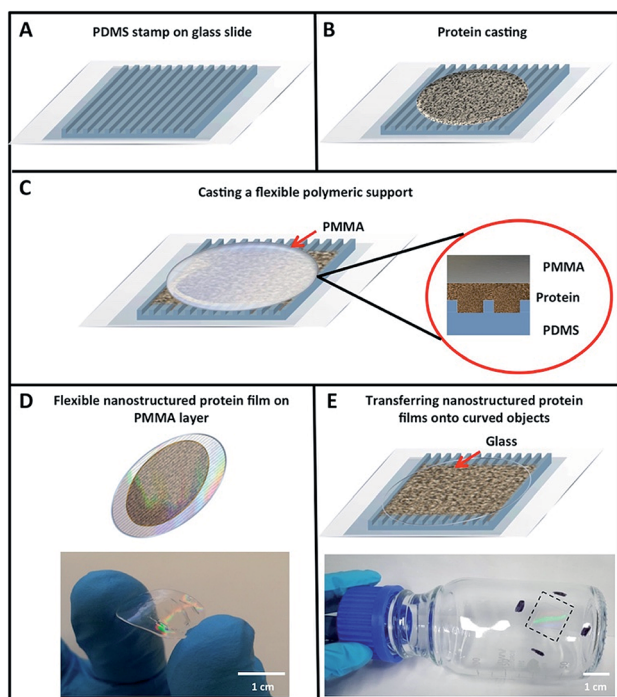 A
PDMS stamp on glass slide
B
Protein casting
C
Casting a flexible polymeric support
PMMA
PMMA
Protein
PDMS
D
Flexible nanostructured protein film on
PMMA layer
1 cm
E
Transferring nanostructured protein
films onto curved objects
Glass
1 cm